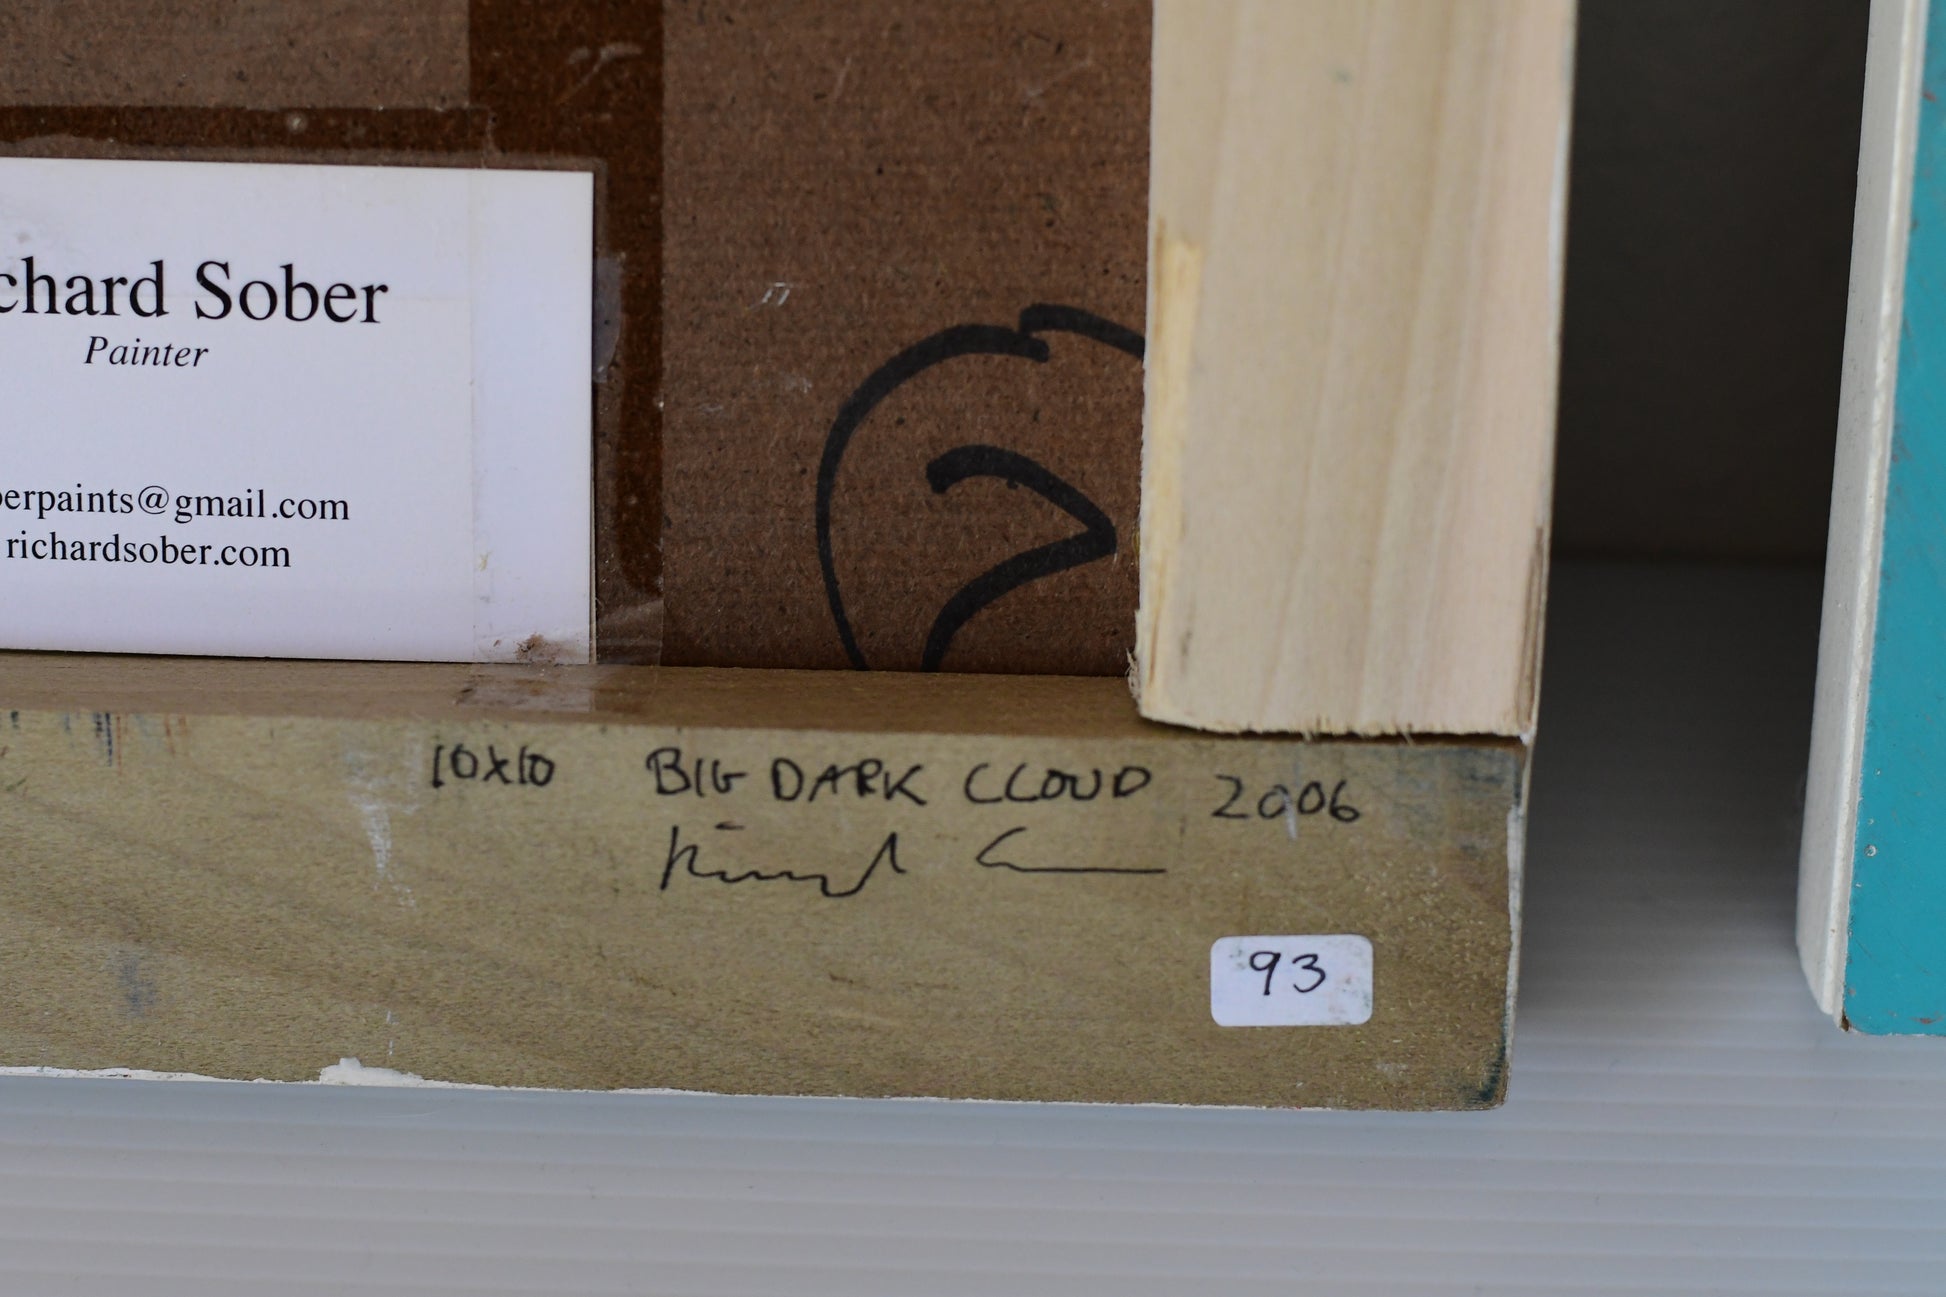 chard Sober
Painter
erpaints@gmail.com
richardsober.com
10x10 BIG DARK CLOUD 2006
93